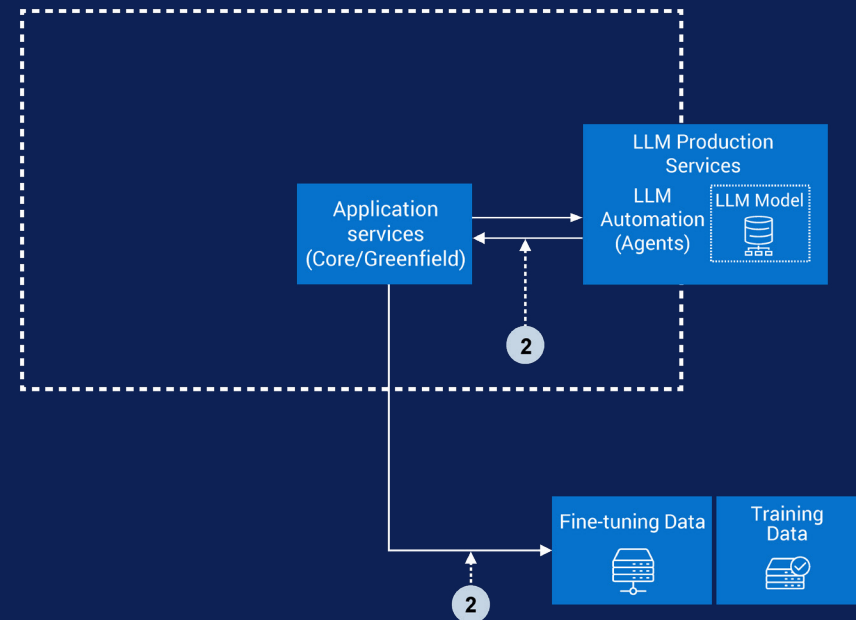 LLM Production
Services
LLM
Automation
(Agents)
LLM Model
Application
services
(Core/Greenfield)
2
Fine-tuning Data
Training
Data
2